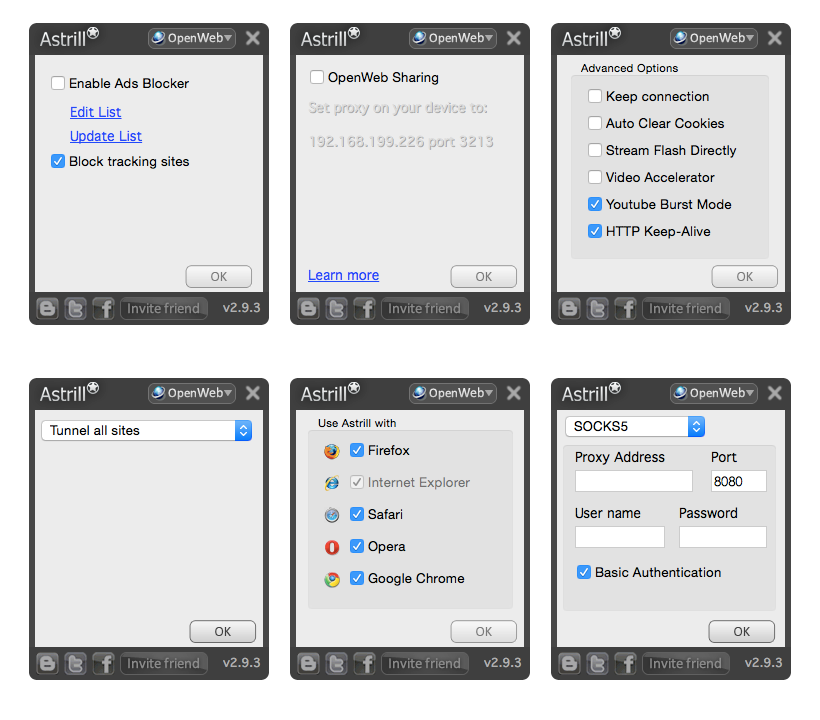 Astrill OpenWeb
Enable Ads Blocker
Edit List
Update List
Block tracking sites
OK
Invite friend v2.9.3
Astrill OpenWeb
OpenWeb Sharing
Set proxy on your device to:
192.168.199.226 port 3213
Learn more OK
Invite friend v2.9.3
Astrill OpenWeb
Advanced Options
Keep connection
Auto Clear Cookies
Stream Flash Directly
Video Accelerator
Youtube Burst Mode
HTTP Keep-Alive
OK
Invite friend v2.9.3
Astrill OpenWeb
Tunnel all sites
OK
Invite friend v2.9.3
Astrill OpenWeb
Use Astrill with
Firefox
Internet Explorer
Safari
Opera
Google Chrome
OK
Invite friend v2.9.3
Astrill OpenWeb
SOCKS5
Proxy Address Port
8080
User name Password
Basic Authentication
OK
Invite friend v2.9.3